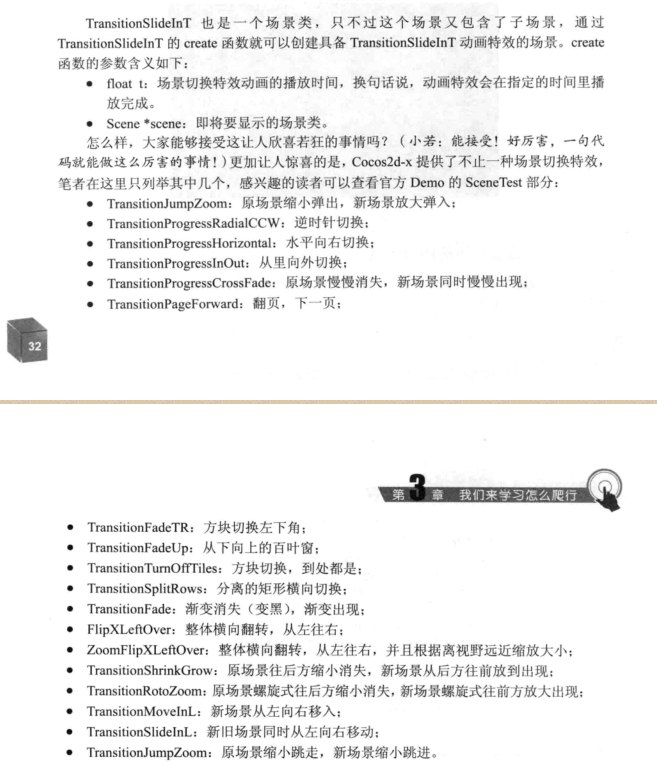 TransitionSlideInT 也是一个场景类，只不过这个场景又包含了子场景，通过
TransitionSlideInT 的 create 函数就可以创建具备 TransitionSlideInT 动画特效的场景。create
函数的参数含义如下：
● float t：场景切换特效动画的播放时间，换句话说，动画特效会在指定的时间里播
放完成。
● Scene *scene：即将要显示的场景类。
怎么样，大家能够接受这让人欣喜若狂的事情吗？（小若：能接受！好厉害，一句代
码就能做这么厉害的事情！）更加让人惊喜的是，Cocos2d-x 提供了不止一种场景切换特效，
笔者在这里只列举其中几个，感兴趣的读者可以查看官方 Demo 的 SceneTest 部分：
● TransitionJumpZoom：原场景缩小弹出，新场景放大弹入；
● TransitionProgressRadialCCW：逆时针切换；
● TransitionProgressHorizontal：水平向右切换；
● TransitionProgressInOut：从里向外切换；
● TransitionProgressCrossFade：原场景慢慢消失，新场景同时慢慢出现；
● TransitionPageForward：翻页，下一页；
32
第3章 我们来学习怎么爬行
● TransitionFadeTR：方块切换左下角；
● TransitionFadeUp：从下向上的百叶窗；
● TransitionTurnOffTiles：方块切换，到处都是；
● TransitionSplitRows：分离的矩形横向切换；
● TransitionFade：渐变消失（变黑），渐变出现；
● FlipXLeftOver：整体横向翻转，从左往右；
● ZoomFlipXLeftOver：整体横向翻转，从左往右，并且根据离视野远近缩放大小；
● TransitionShrinkGrow：原场景往后方缩小消失，新场景从后方往前放到出现；
● TransitionRotoZoom：原场景螺旋式往后方缩小消失，新场景螺旋式往前方放大出现；
● TransitionMoveInL：新场景从左向右移入；
● TransitionSlideInL：新旧场景同时从左向右移动；
● TransitionJumpZoom：原场景缩小跳走，新场景缩小跳进。